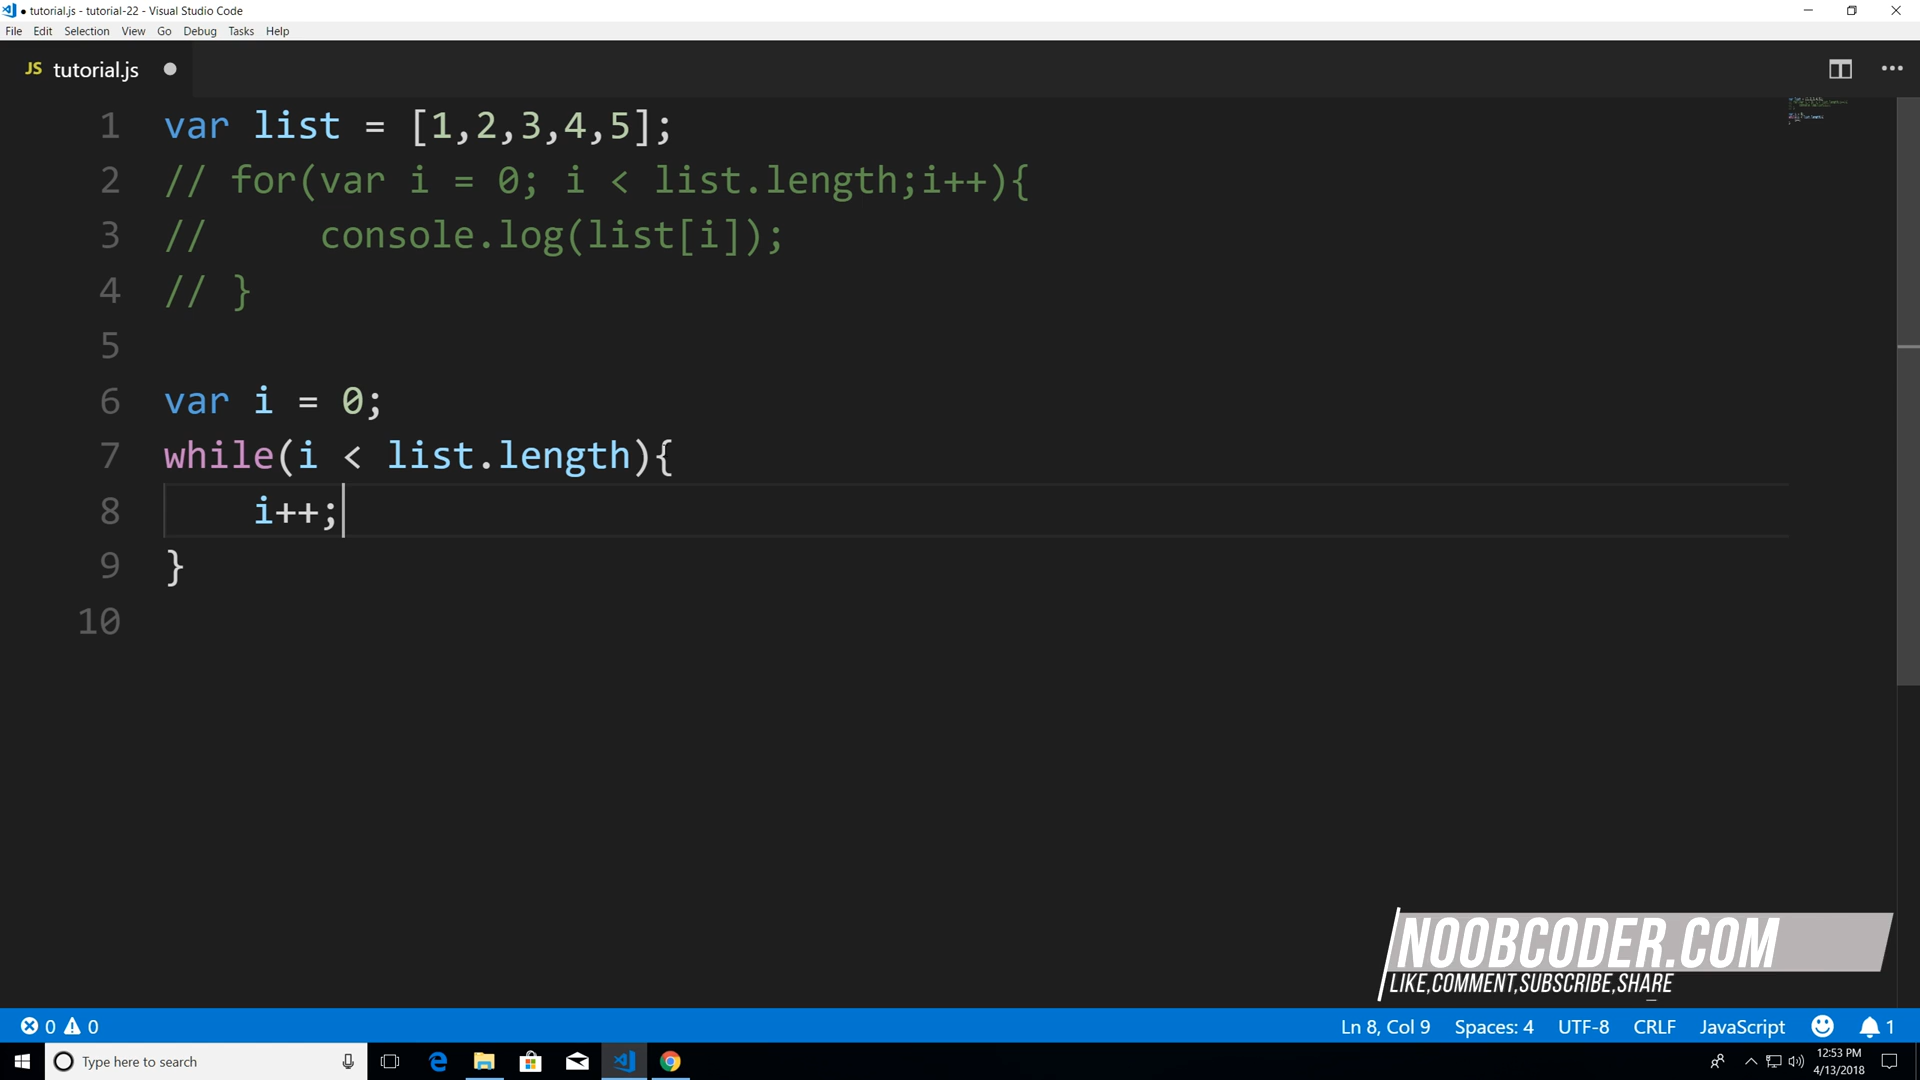 ● tutorial.js - tutorial-22 - Visual Studio Code
File Edit Selection View Go Debug Tasks Help
JS tutorial.js
1 var list = [1,2,3,4,5];
2 // for(var i = 0; i < list.length;i++){
3 //     console.log(list[i]);
4 // }
5
6 var i = 0;
7 while(i < list.length){
8     i++;
9 }
10
NOOBCODER.COM
LIKE,COMMENT,SUBSCRIBE,SHARE
0 0 Ln 8, Col 9 Spaces: 4 UTF-8 CRLF JavaScript 1
Type here to search
12:53 PM
4/13/2018